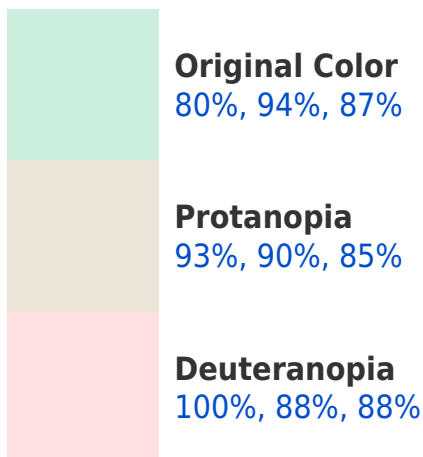 Original Color
80%, 94%, 87%
Protanopia
93%, 90%, 85%
Deuteranopia
100%, 88%, 88%